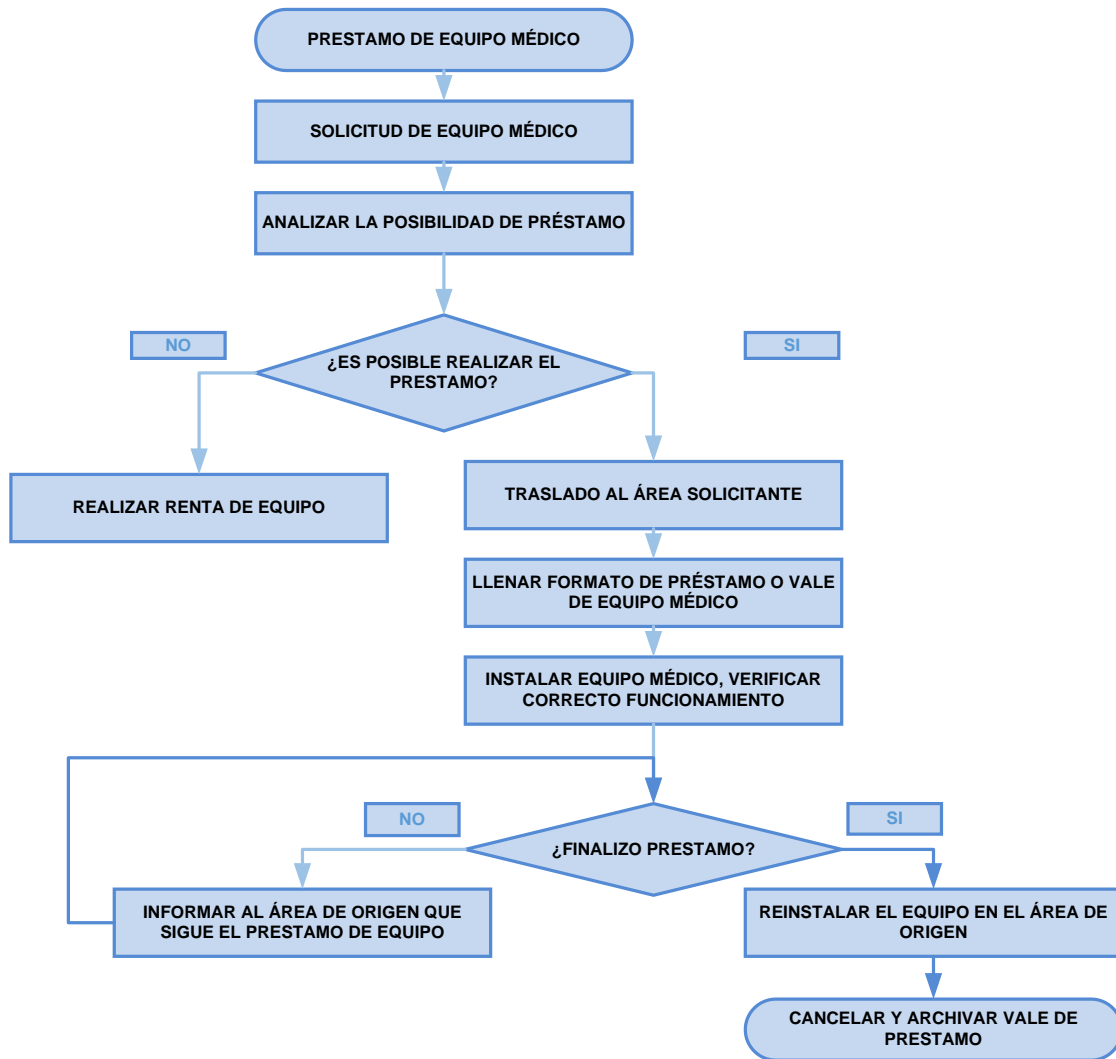 PRESTAMO DE EQUIPO MÉDICO
SOLICITUD DE EQUIPO MÉDICO
ANALIZAR LA POSIBILIDAD DE PRÉSTAMO
NO
SI
¿ES POSIBLE REALIZAR EL
PRESTAMO?
REALIZAR RENTA DE EQUIPO
TRASLADO AL ÁREA SOLICITANTE
LLENAR FORMATO DE PRÉSTAMO O VALE
DE EQUIPO MÉDICO
INSTALAR EQUIPO MÉDICO, VERIFICAR
CORRECTO FUNCIONAMIENTO
NO
SI
¿FINALIZO PRESTAMO?
INFORMAR AL ÁREA DE ORIGEN QUE
SIGUE EL PRESTAMO DE EQUIPO
REINSTALAR EL EQUIPO EN EL ÁREA DE
ORIGEN
CANCELAR Y ARCHIVAR VALE DE
PRESTAMO